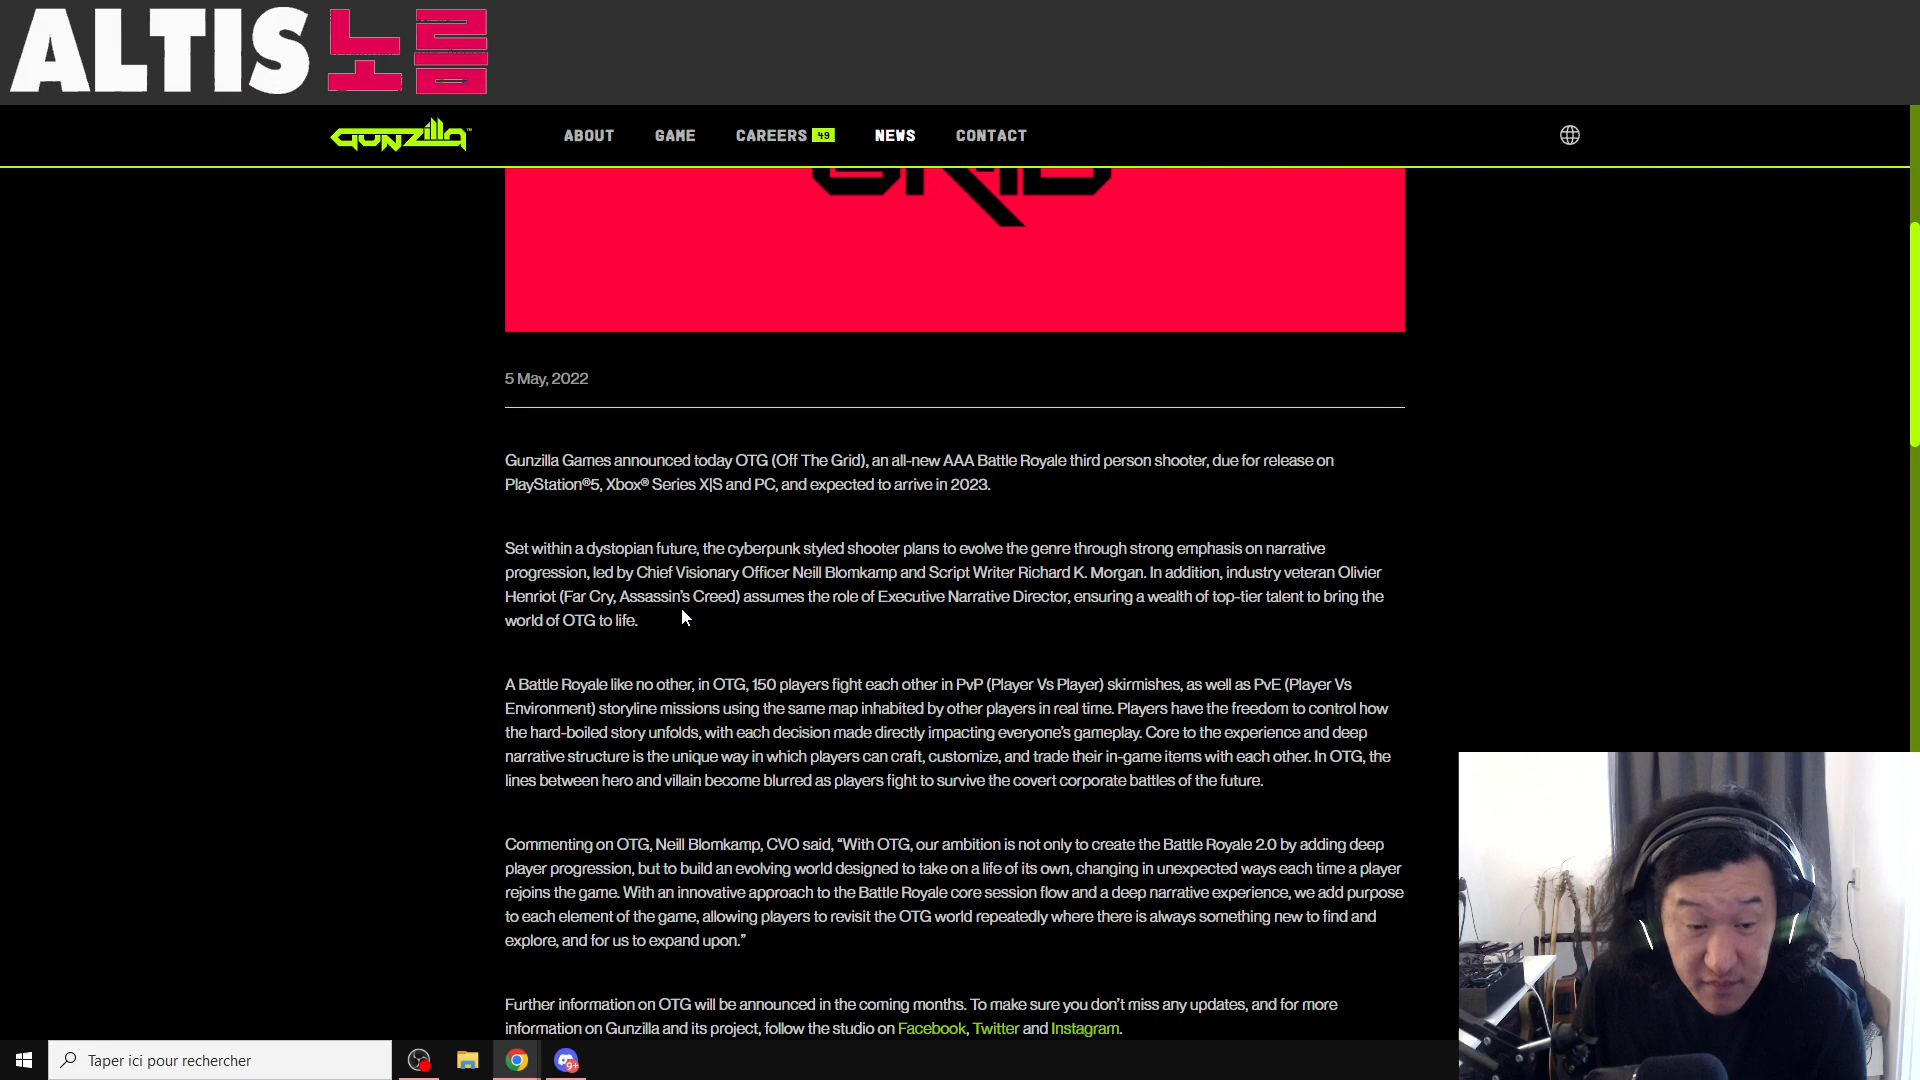 ALTIS 노름
GUNZILLA™
ABOUT GAME CAREERS 49 NEWS CONTACT
GRID
5 May, 2022
Gunzilla Games announced today OTG (Off The Grid), an all-new AAA Battle Royale third person shooter, due for release on
PlayStation®5, Xbox® Series X|S and PC, and expected to arrive in 2023.
Set within a dystopian future, the cyberpunk styled shooter plans to evolve the genre through strong emphasis on narrative
progression, led by Chief Visionary Officer Neill Blomkamp and Script Writer Richard K. Morgan. In addition, industry veteran Olivier
Henriot (Far Cry, Assassin's Creed) assumes the role of Executive Narrative Director, ensuring a wealth of top-tier talent to bring the
world of OTG to life.
A Battle Royale like no other, in OTG, 150 players fight each other in PvP (Player Vs Player) skirmishes, as well as PvE (Player Vs
Environment) storyline missions using the same map inhabited by other players in real time. Players have the freedom to control how
the hard-boiled story unfolds, with each decision made directly impacting everyone's gameplay. Core to the experience and deep
narrative structure is the unique way in which players can craft, customize, and trade their in-game items with each other. In OTG, the
lines between hero and villain become blurred as players fight to survive the covert corporate battles of the future.
Commenting on OTG, Neill Blomkamp, CVO said, “With OTG, our ambition is not only to create the Battle Royale 2.0 by adding deep
player progression, but to build an evolving world designed to take on a life of its own, changing in unexpected ways each time a player
rejoins the game. With an innovative approach to the Battle Royale core session flow and a deep narrative experience, we add purpose
to each element of the game, allowing players to revisit the OTG world repeatedly where there is always something new to find and
explore, and for us to expand upon.”
Further information on OTG will be announced in the coming months. To make sure you don't miss any updates, and for more
information on Gunzilla and its project, follow the studio on Facebook, Twitter and Instagram.
Taper ici pour rechercher
9+